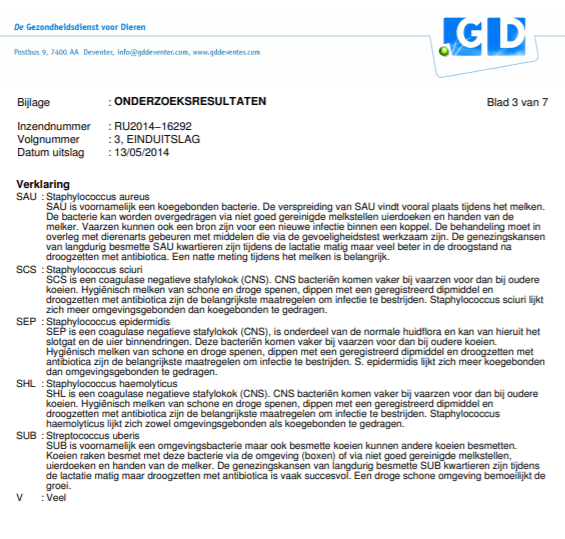 De Gezondheidsdienst voor Dieren
GD
Postbus 9, 7400 AA Deventer, info@gddeventer.com, www.gddeventer.com
Bijlage : ONDERZOEKSRESULTATEN Blad 3 van 7
Inzendnummer : RU2014-16292
Volgnummer : 3, EINDUITSLAG
Datum uitslag : 13/05/2014
Verklaring
SAU : Staphylococcus aureus
SAU is voornamelijk een koegebonden bacterie. De verspreiding van SAU vindt vooral plaats tijdens het melken.
De bacterie kan worden overgedragen via niet goed gereinigde melkstellen uierdoeken en handen van de
melker. Vaarzen kunnen ook een bron zijn voor een nieuwe infectie binnen een koppel. De behandeling moet in
overleg met dierenarts gebeuren met middelen die via de gevoeligheidstest werkzaam zijn. De genezingskansen
van langdurig besmette SAU kwartieren zijn tijdens de lactatie matig maar veel beter in de droogstand na
droogzetten met antibiotica. Een natte meting tijdens het melken is belangrijk.
SCS : Staphylococcus sciuri
SCS is een coagulase negatieve stafylokok (CNS). CNS bacteriën komen vaker bij vaarzen voor dan bij oudere
koeien. Hygiënisch melken van schone en droge spenen, dippen met een geregistreerd dipmiddel en
droogzetten met antibiotica zijn de belangrijkste maatregelen om infectie te bestrijden. Staphylococcus sciuri lijkt
zich meer omgevingsgebonden dan koegebonden te gedragen.
SEP : Staphylococcus epidermidis
SEP is een coagulase negatieve stafylokok (CNS), is onderdeel van de normale huidflora en kan van hieruit het
slotgat en de uier binnendringen. Deze bacteriën komen vaker bij vaarzen voor dan bij oudere koeien.
Hygiënisch melken van schone en droge spenen, dippen met een geregistreerd dipmiddel en droogzetten met
antibiotica zijn de belangrijkste maatregelen om infectie te bestrijden. S. epidermidis lijkt zich meer koegebonden
dan omgevingsgebonden te gedragen.
SHL : Staphylococcus haemolyticus
SHL is een coagulase negatieve stafylokok (CNS). CNS bacteriën komen vaker bij vaarzen voor dan bij oudere
koeien. Hygiënisch melken van schone en droge spenen, dippen met een geregistreerd dipmiddel en
droogzetten met antibiotica zijn de belangrijkste maatregelen om infectie te bestrijden. Staphylococcus
haemolyticus lijkt zich zowel omgevingsgebonden als koegebonden te gedragen.
SUB : Streptococcus uberis
SUB is voornamelijk een omgevingsbacterie maar ook besmette koeien kunnen andere koeien besmetten.
Koeien raken besmet met deze bacterie via de omgeving (boxen) of via niet goed gereinigde melkstellen,
uierdoeken en handen van de melker. De genezingskansen van langdurig besmette SUB kwartieren zijn tijdens
de lactatie matig maar droogzetten met antibiotica is vaak succesvol. Een droge schone omgeving bemoeilijkt de
groei.
V : Veel